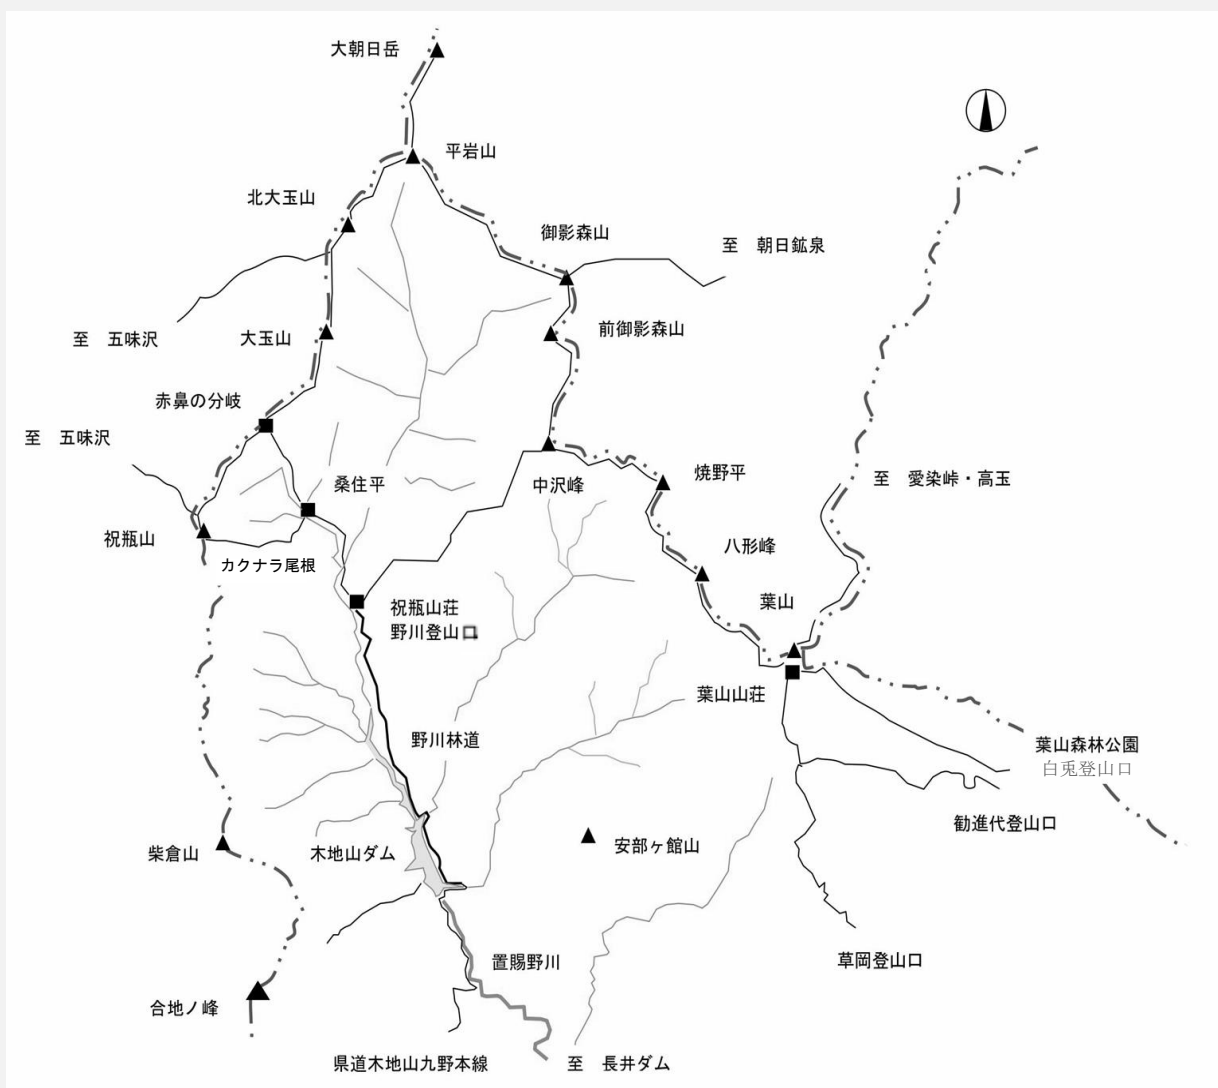 大朝日岳
平岩山
北大玉山
御影森山
至　朝日鉱泉
前御影森山
至　五味沢
大玉山
赤鼻の分岐
至　五味沢
焼野平
至　愛染峠・高玉
桑住平
中沢峰
祝瓶山
八形峰
カクナラ尾根
葉山
祝瓶山荘
野川登山口
葉山山荘
野川林道
葉山森林公園
白兎登山口
勧進代登山口
安部ヶ館山
柴倉山
木地山ダム
草岡登山口
置賜野川
合地ノ峰
県道木地山九野本線
至　長井ダム